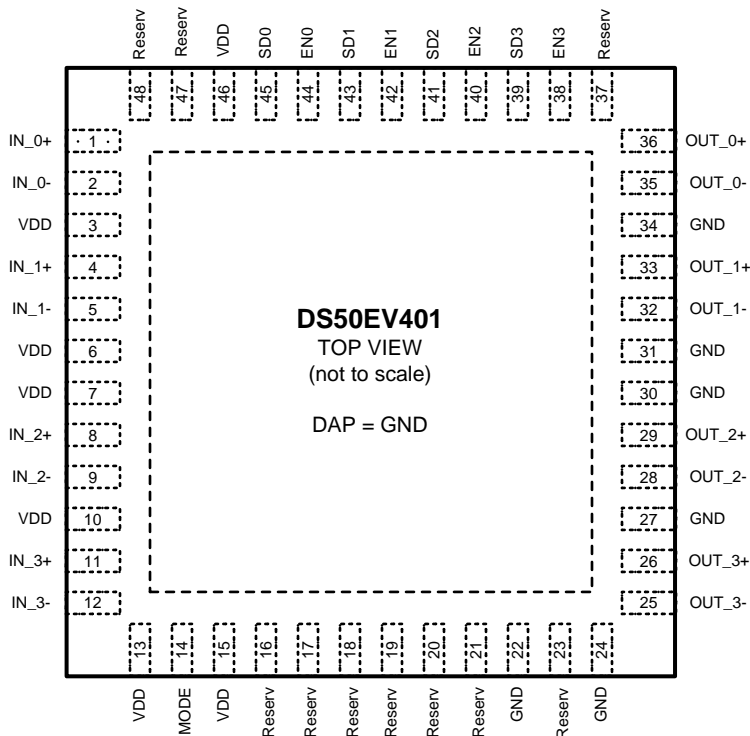 Reserv Reserv VDD SD0 EN0 SD1 EN1 SD2 EN2 SD3 EN3 Reserv
48 47 46 45 44 43 42 41 40 39 38 37
IN_0+ 1 36 OUT_0+
IN_0- 2 35 OUT_0-
VDD 3 34 GND
IN_1+ 4 33 OUT_1+
IN_1- 5 32 OUT_1-
VDD 6 31 GND
VDD 7 30 GND
IN_2+ 8 29 OUT_2+
IN_2- 9 28 OUT_2-
VDD 10 27 GND
IN_3+ 11 26 OUT_3+
IN_3- 12 25 OUT_3-
DS50EV401
TOP VIEW
(not to scale)
DAP = GND
13 14 15 16 17 18 19 20 21 22 23 24
VDD MODE VDD Reserv Reserv Reserv Reserv Reserv Reserv GND Reserv GND